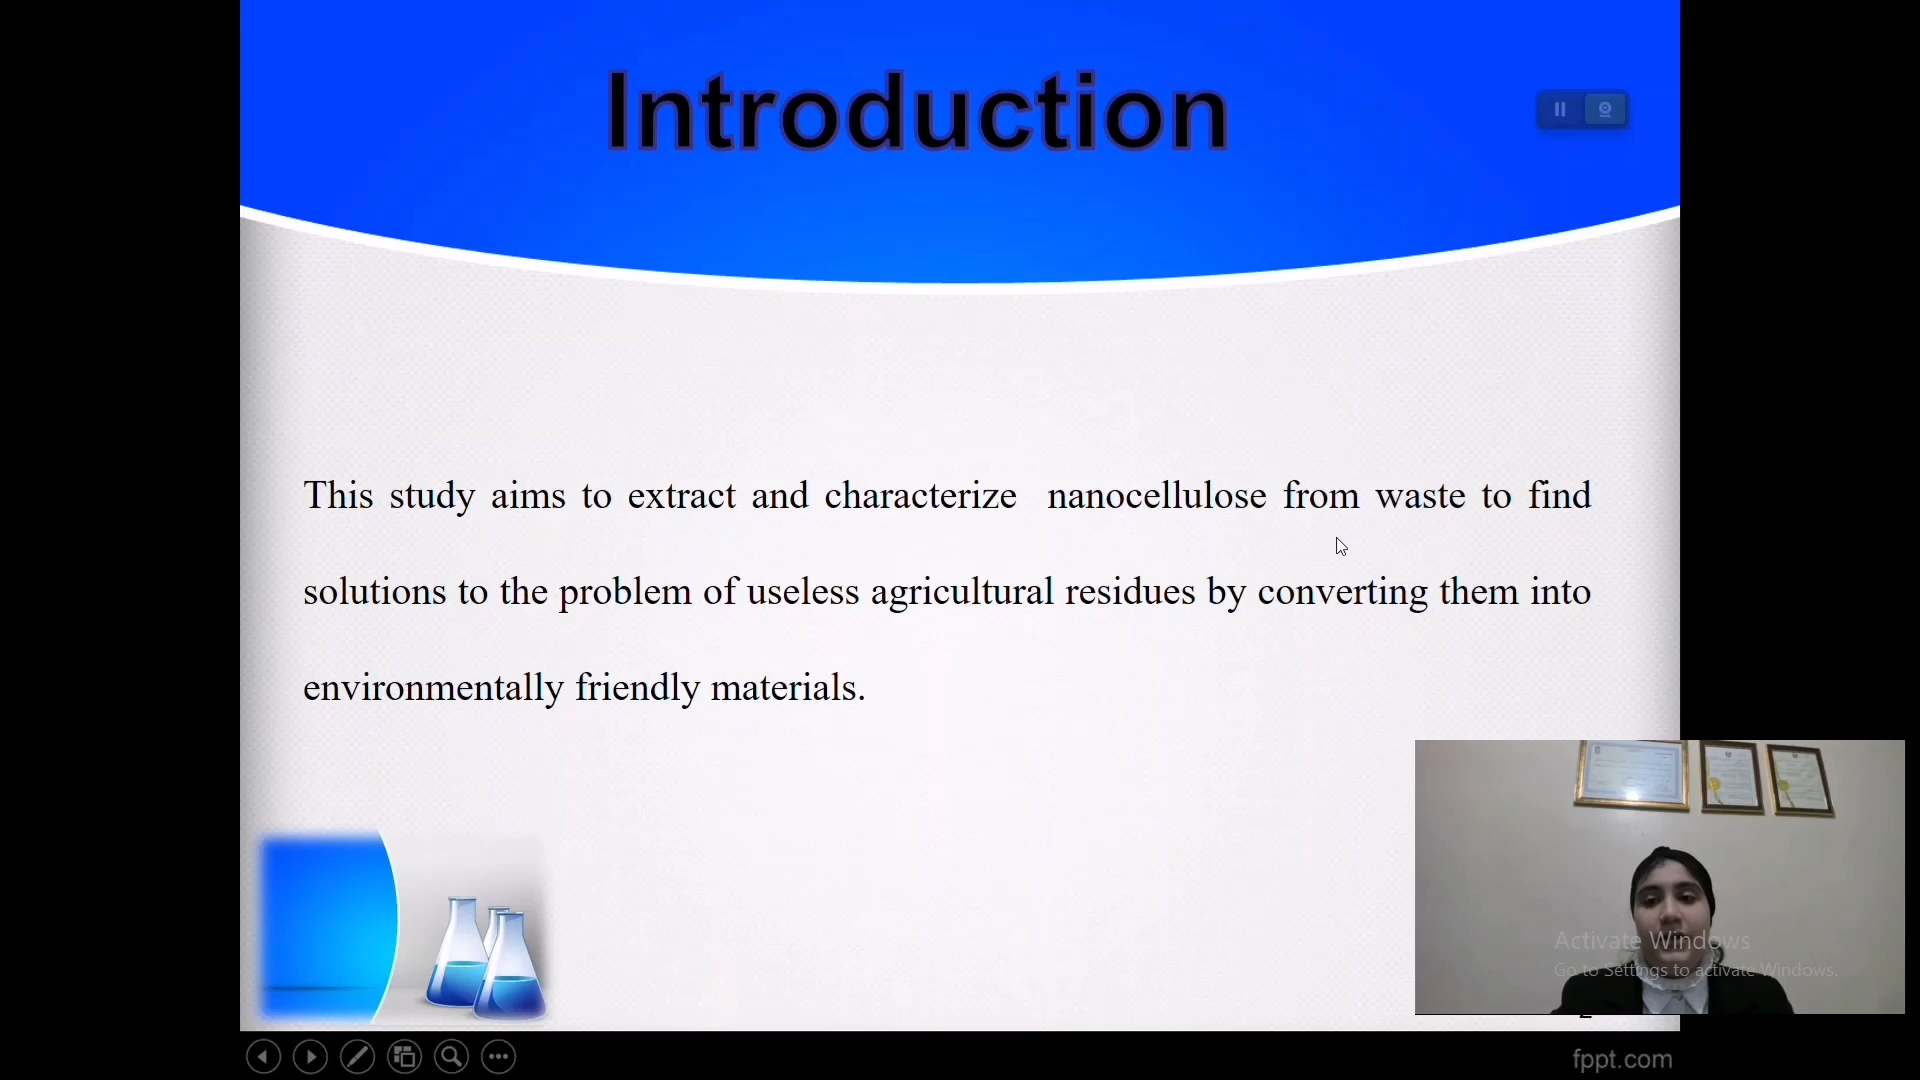 Introduction
This study aims to extract and characterize nanocellulose from waste to find
solutions to the problem of useless agricultural residues by converting them into
environmentally friendly materials.
Activate Windows
Go to Settings to activate Windows.
2
fppt.com